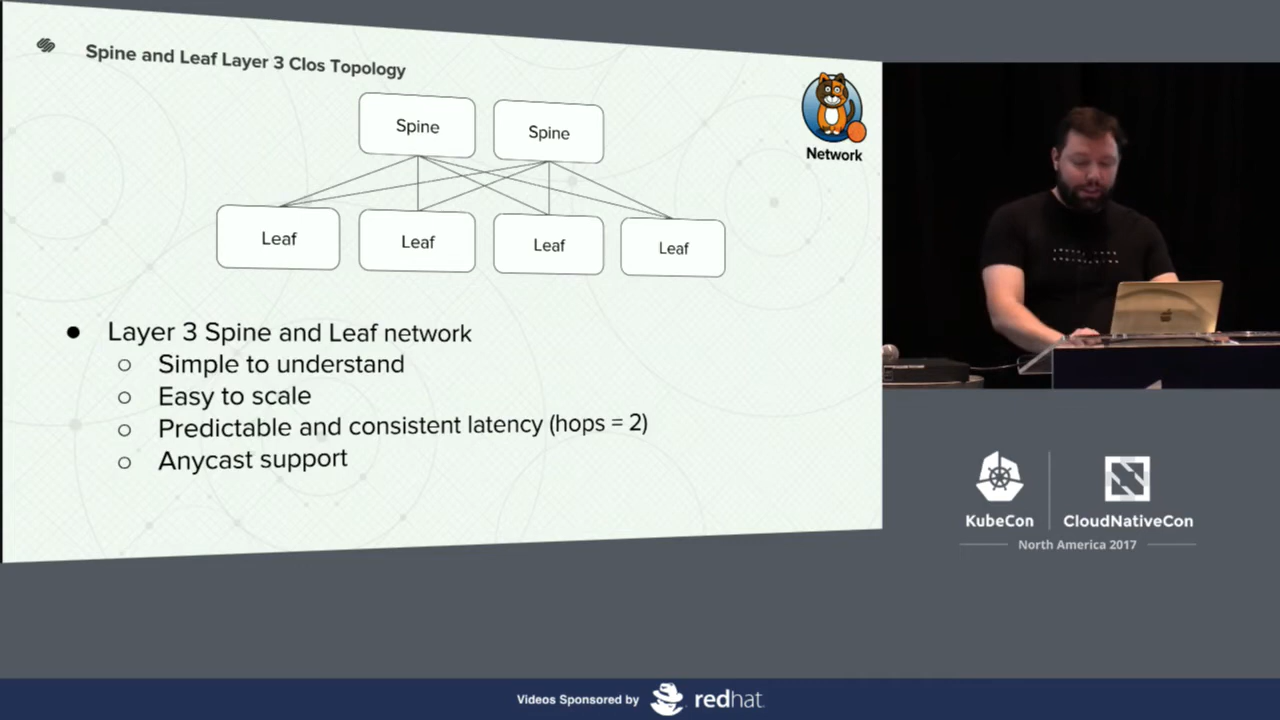 Spine and Leaf Layer 3 Clos Topology
Spine
Spine
Network
Leaf
Leaf
Leaf
Leaf
● Layer 3 Spine and Leaf network
○ Simple to understand
○ Easy to scale
○ Predictable and consistent latency (hops = 2)
○ Anycast support
KubeCon
CloudNativeCon
North America 2017
Videos Sponsored by redhat.